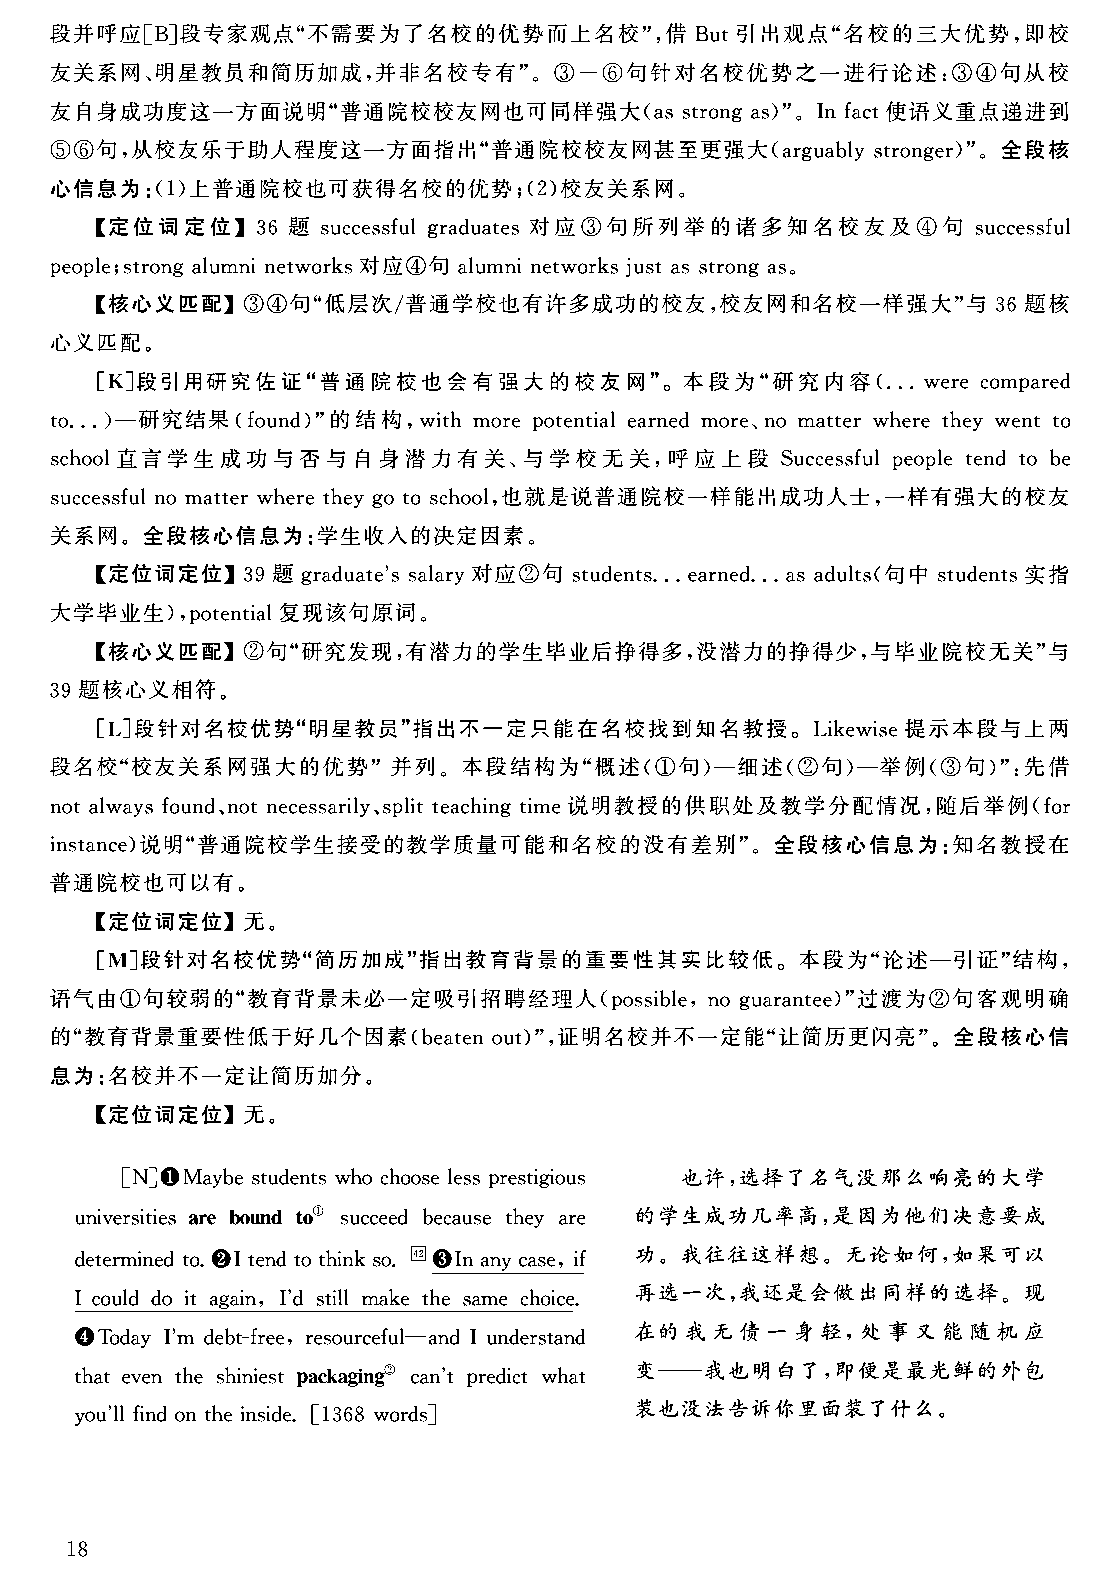 段并呼应[B]段专家观点“不需要为了名校的优势而上名校”,借 But 引出观点“名校的三大优势,即校
友关系网、明星教员和简历加成,并非名校专有”。③－⑥句针对名校优势之一进行论述:③④句从校
友自身成功度这一方面说明“普通院校校友网也可同样强大(as strong as)”。In fact 使语义重点递进到
⑤⑥句,从校友乐于助人程度这一方面指出“普通院校校友网甚至更强大(arguably stronger)”。全段核
心信息为:(1)上普通院校也可获得名校的优势;(2)校友关系网。
【定位词定位】36 题 successful graduates 对应③句所列举的诸多知名校友及④句 successful
people;strong alumni networks 对应④句 alumni networks just as strong as。
【核心义匹配】③④句“低层次/普通学校也有许多成功的校友,校友网和名校一样强大”与 36 题核
心义匹配。
[K]段引用研究佐证“普通院校也会有强大的校友网”。本段为“研究内容(... were compared
to...)—研究结果(found)”的结构,with more potential earned more、no matter where they went to
school 直言学生成功与否与自身潜力有关、与学校无关,呼应上段 Successful people tend to be
successful no matter where they go to school,也就是说普通院校一样能出成功人士,一样有强大的校友
关系网。全段核心信息为:学生收入的决定因素。
【定位词定位】39 题 graduate's salary 对应②句 students... earned... as adults(句中 students 实指
大学毕业生),potential 复现该句原词。
【核心义匹配】②句“研究发现,有潜力的学生毕业后挣得多,没潜力的挣得少,与毕业院校无关”与
39 题核心义相符。
[L]段针对名校优势“明星教员”指出不一定只能在名校找到知名教授。Likewise 提示本段与上两
段名校“校友关系网强大的优势” 并列。本段结构为“概述(①句)—细述(②句)—举例(③句)”:先借
not always found、not necessarily、split teaching time 说明教授的供职处及教学分配情况,随后举例(for
instance)说明“普通院校学生接受的教学质量可能和名校的没有差别”。全段核心信息为:知名教授在
普通院校也可以有。
【定位词定位】无。
[M]段针对名校优势“简历加成”指出教育背景的重要性其实比较低。本段为“论述—引证”结构,
语气由①句较弱的“教育背景未必一定吸引招聘经理人(possible, no guarantee)”过渡为②句客观明确
的“教育背景重要性低于好几个因素(beaten out)”,证明名校并不一定能“让简历更闪亮”。全段核心信
息为:名校并不一定让简历加分。
【定位词定位】无。
[N]❶Maybe students who choose less prestigious
universities are bound to① succeed because they are
determined to. ❷I tend to think so. [12]❸In any case, if
I could do it again, I'd still make the same choice.
❹Today I'm debt-free, resourceful—and I understand
that even the shiniest packaging② can't predict what
you'll find on the inside. [1368 words]
也许,选择了名气没那么响亮的大学
的学生成功几率高,是因为他们决意要成
功。我往往这样想。无论如何,如果可以
再选一次,我还是会做出同样的选择。现
在的我无债一身轻,处事又能随机应
变——我也明白了,即便是最光鲜的外包
装也没法告诉你里面装了什么。
18